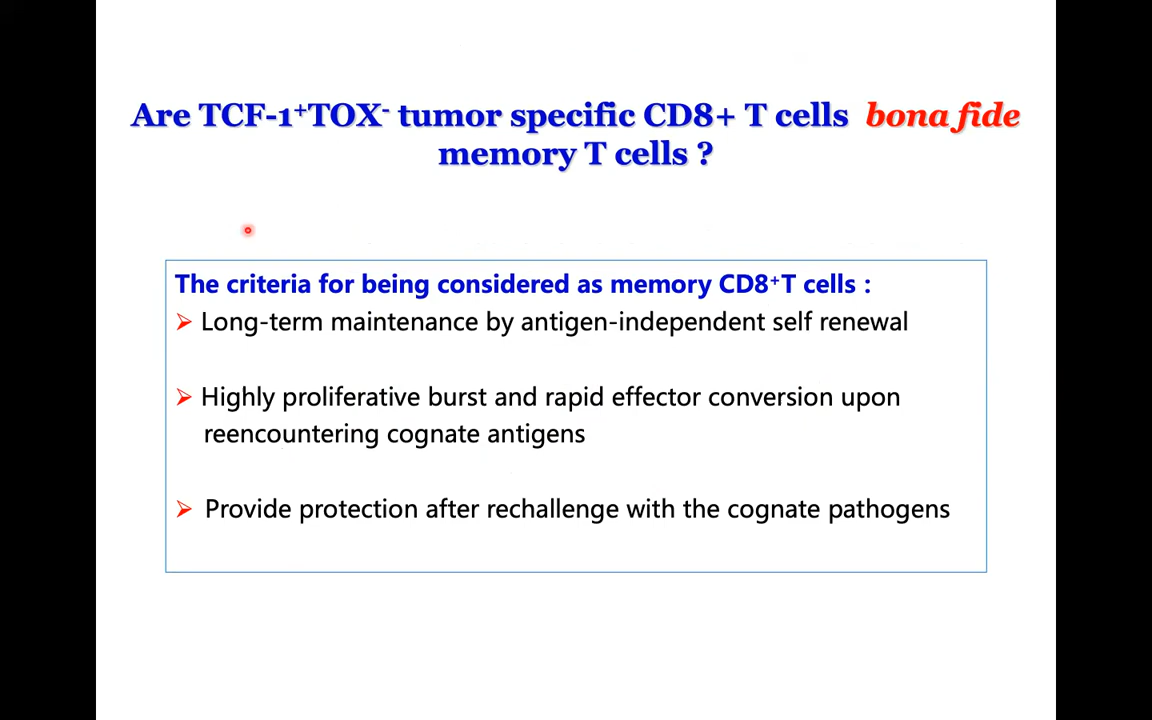 Are TCF-1⁺TOX⁻ tumor specific CD8+ T cells bona fide
memory T cells ?
The criteria for being considered as memory CD8⁺T cells :
➢ Long-term maintenance by antigen-independent self renewal
➢ Highly proliferative burst and rapid effector conversion upon
reencountering cognate antigens
➢ Provide protection after rechallenge with the cognate pathogens